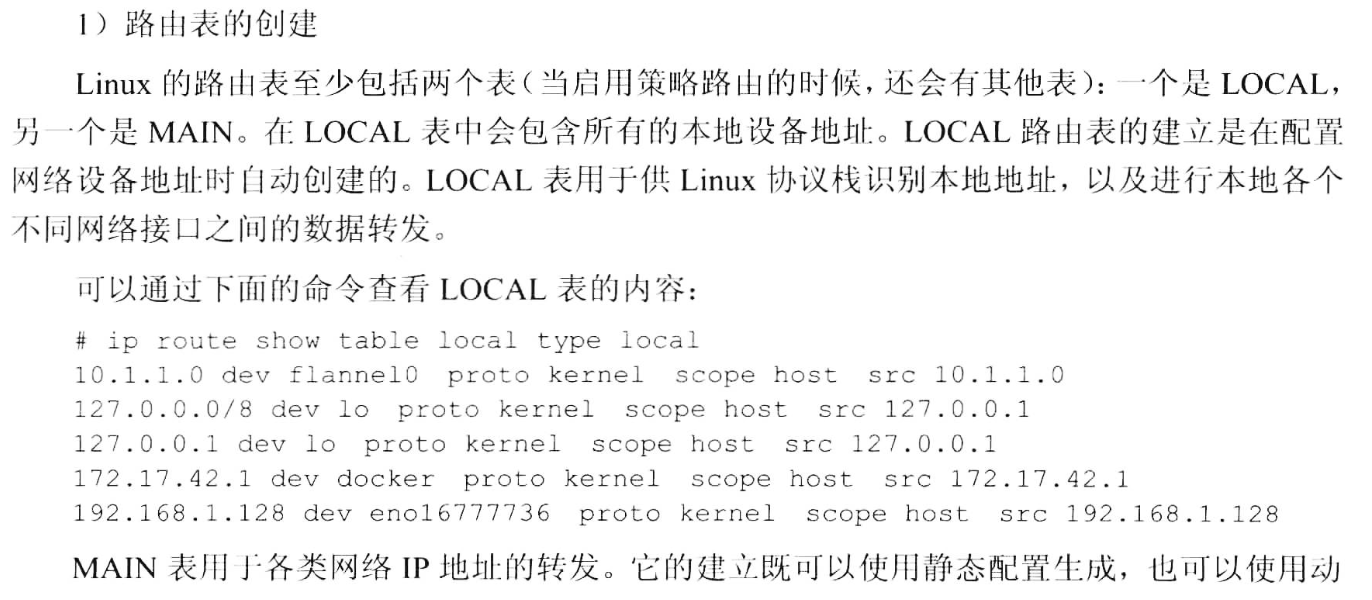 1）路由表的创建
Linux 的路由表至少包括两个表（当启用策略路由的时候，还会有其他表）：一个是 LOCAL，
另一个是 MAIN。在 LOCAL 表中会包含所有的本地设备地址。LOCAL 路由表的建立是在配置
网络设备地址时自动创建的。LOCAL 表用于供 Linux 协议栈识别本地地址，以及进行本地各个
不同网络接口之间的数据转发。
可以通过下面的命令查看 LOCAL 表的内容：
# ip route show table local type local
10.1.1.0 dev flannel0  proto kernel  scope host  src 10.1.1.0
127.0.0.0/8 dev lo  proto kernel  scope host  src 127.0.0.1
127.0.0.1 dev lo  proto kernel  scope host  src 127.0.0.1
172.17.42.1 dev docker  proto kernel  scope host  src 172.17.42.1
192.168.1.128 dev eno16777736  proto kernel  scope host  src 192.168.1.128
MAIN 表用于各类网络 IP 地址的转发。它的建立既可以使用静态配置生成，也可以使用动